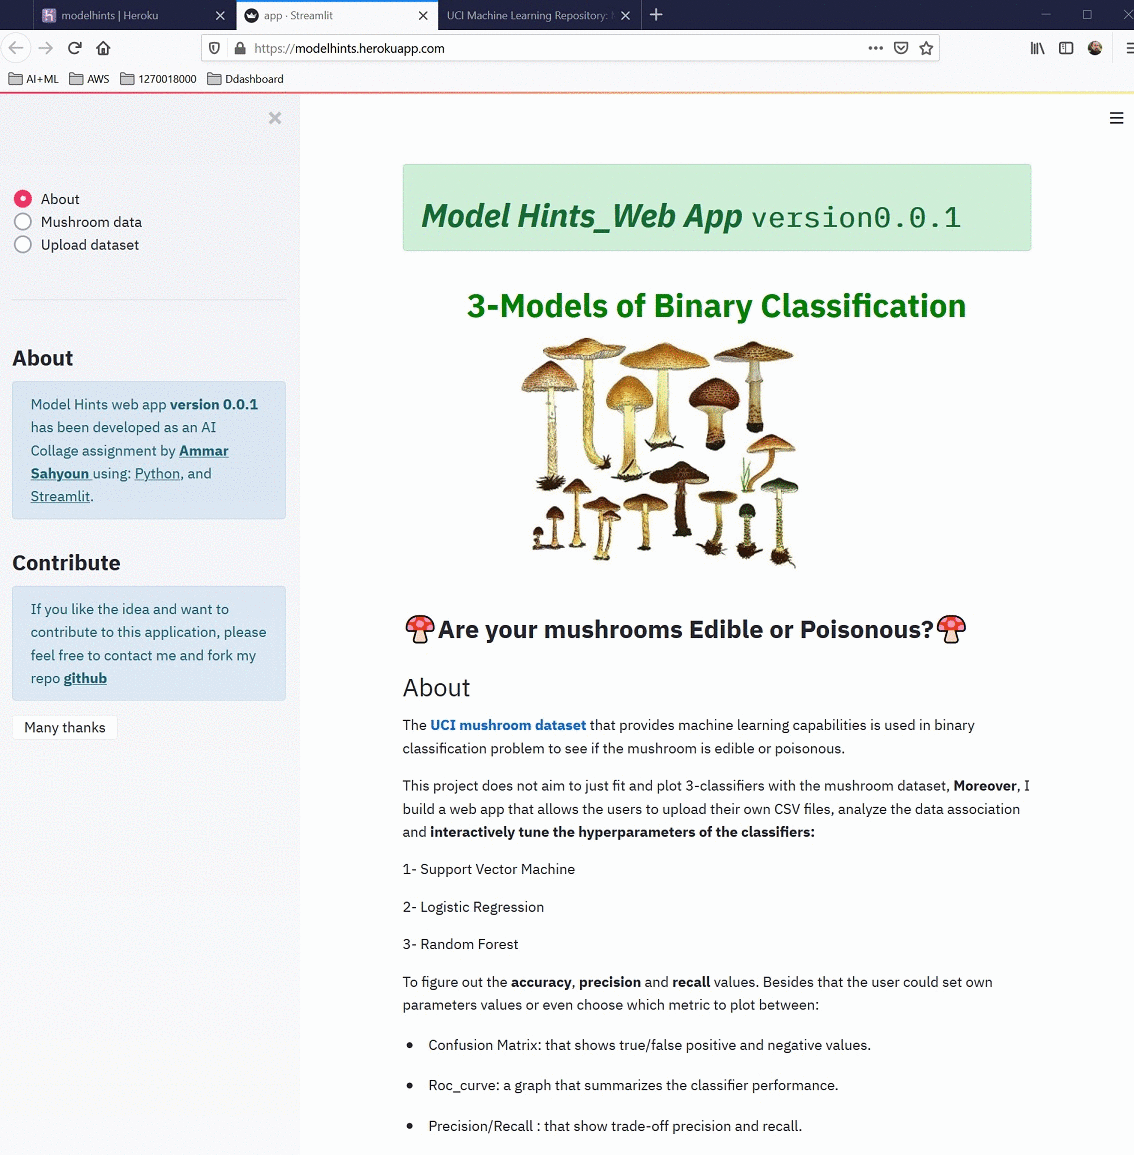 modelhints | Heroku
app · Streamlit
UCI Machine Learning Repository:
https://modelhints.herokuapp.com
AI+ML
AWS
1270018000
Ddashboard
About
Mushroom data
Upload dataset
About
Model Hints web app version 0.0.1
has been developed as an AI
Collage assignment by Ammar
Sahyoun using: Python, and
Streamlit.
Contribute
If you like the idea and want to
contribute to this application, please
feel free to contact me and fork my
repo github
Many thanks
Model Hints_Web App version0.0.1
3-Models of Binary Classification
Are your mushrooms Edible or Poisonous?
About
The UCI mushroom dataset that provides machine learning capabilities is used in binary
classification problem to see if the mushroom is edible or poisonous.
This project does not aim to just fit and plot 3-classifiers with the mushroom dataset, Moreover, I
build a web app that allows the users to upload their own CSV files, analyze the data association
and interactively tune the hyperparameters of the classifiers:
1- Support Vector Machine
2- Logistic Regression
3- Random Forest
To figure out the accuracy, precision and recall values. Besides that the user could set own
parameters values or even choose which metric to plot between:
• Confusion Matrix: that shows true/false positive and negative values.
• Roc_curve: a graph that summarizes the classifier performance.
• Precision/Recall : that show trade-off precision and recall.